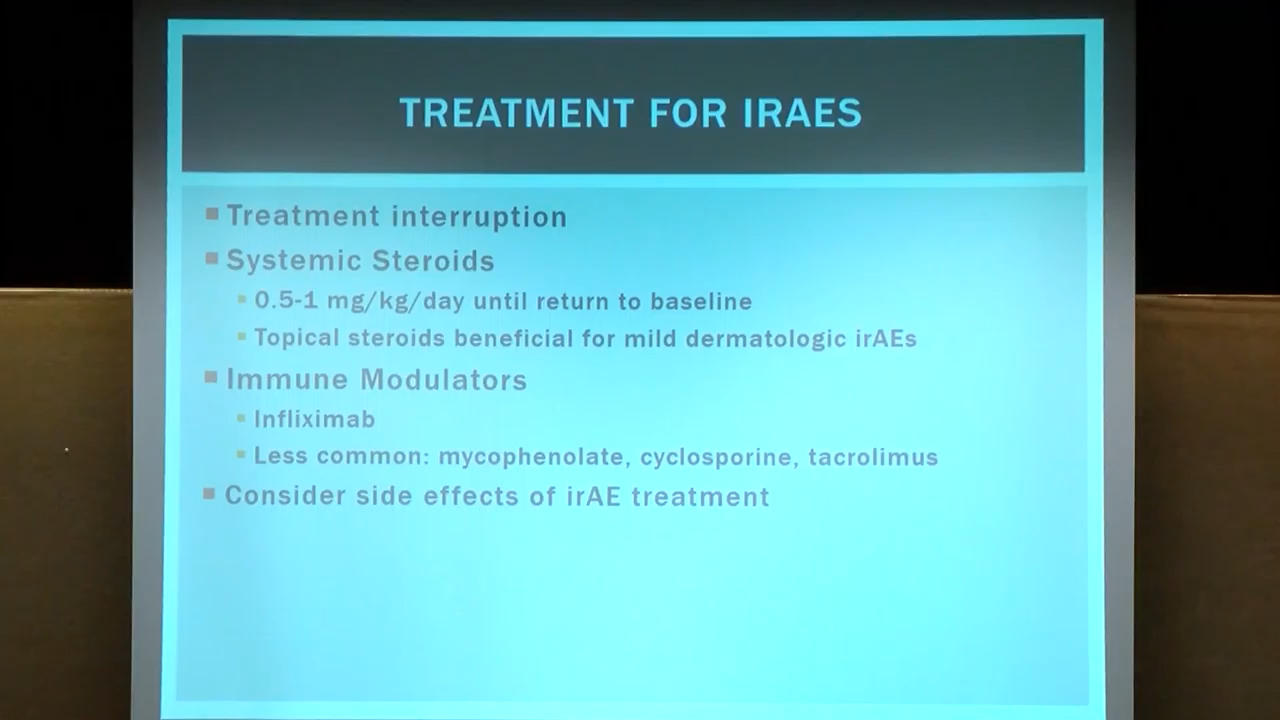 TREATMENT FOR IRAES
Treatment interruption
Systemic Steroids
0.5-1 mg/kg/day until return to baseline
Topical steroids beneficial for mild dermatologic irAEs
Immune Modulators
Infliximab
Less common: mycophenolate, cyclosporine, tacrolimus
Consider side effects of irAE treatment